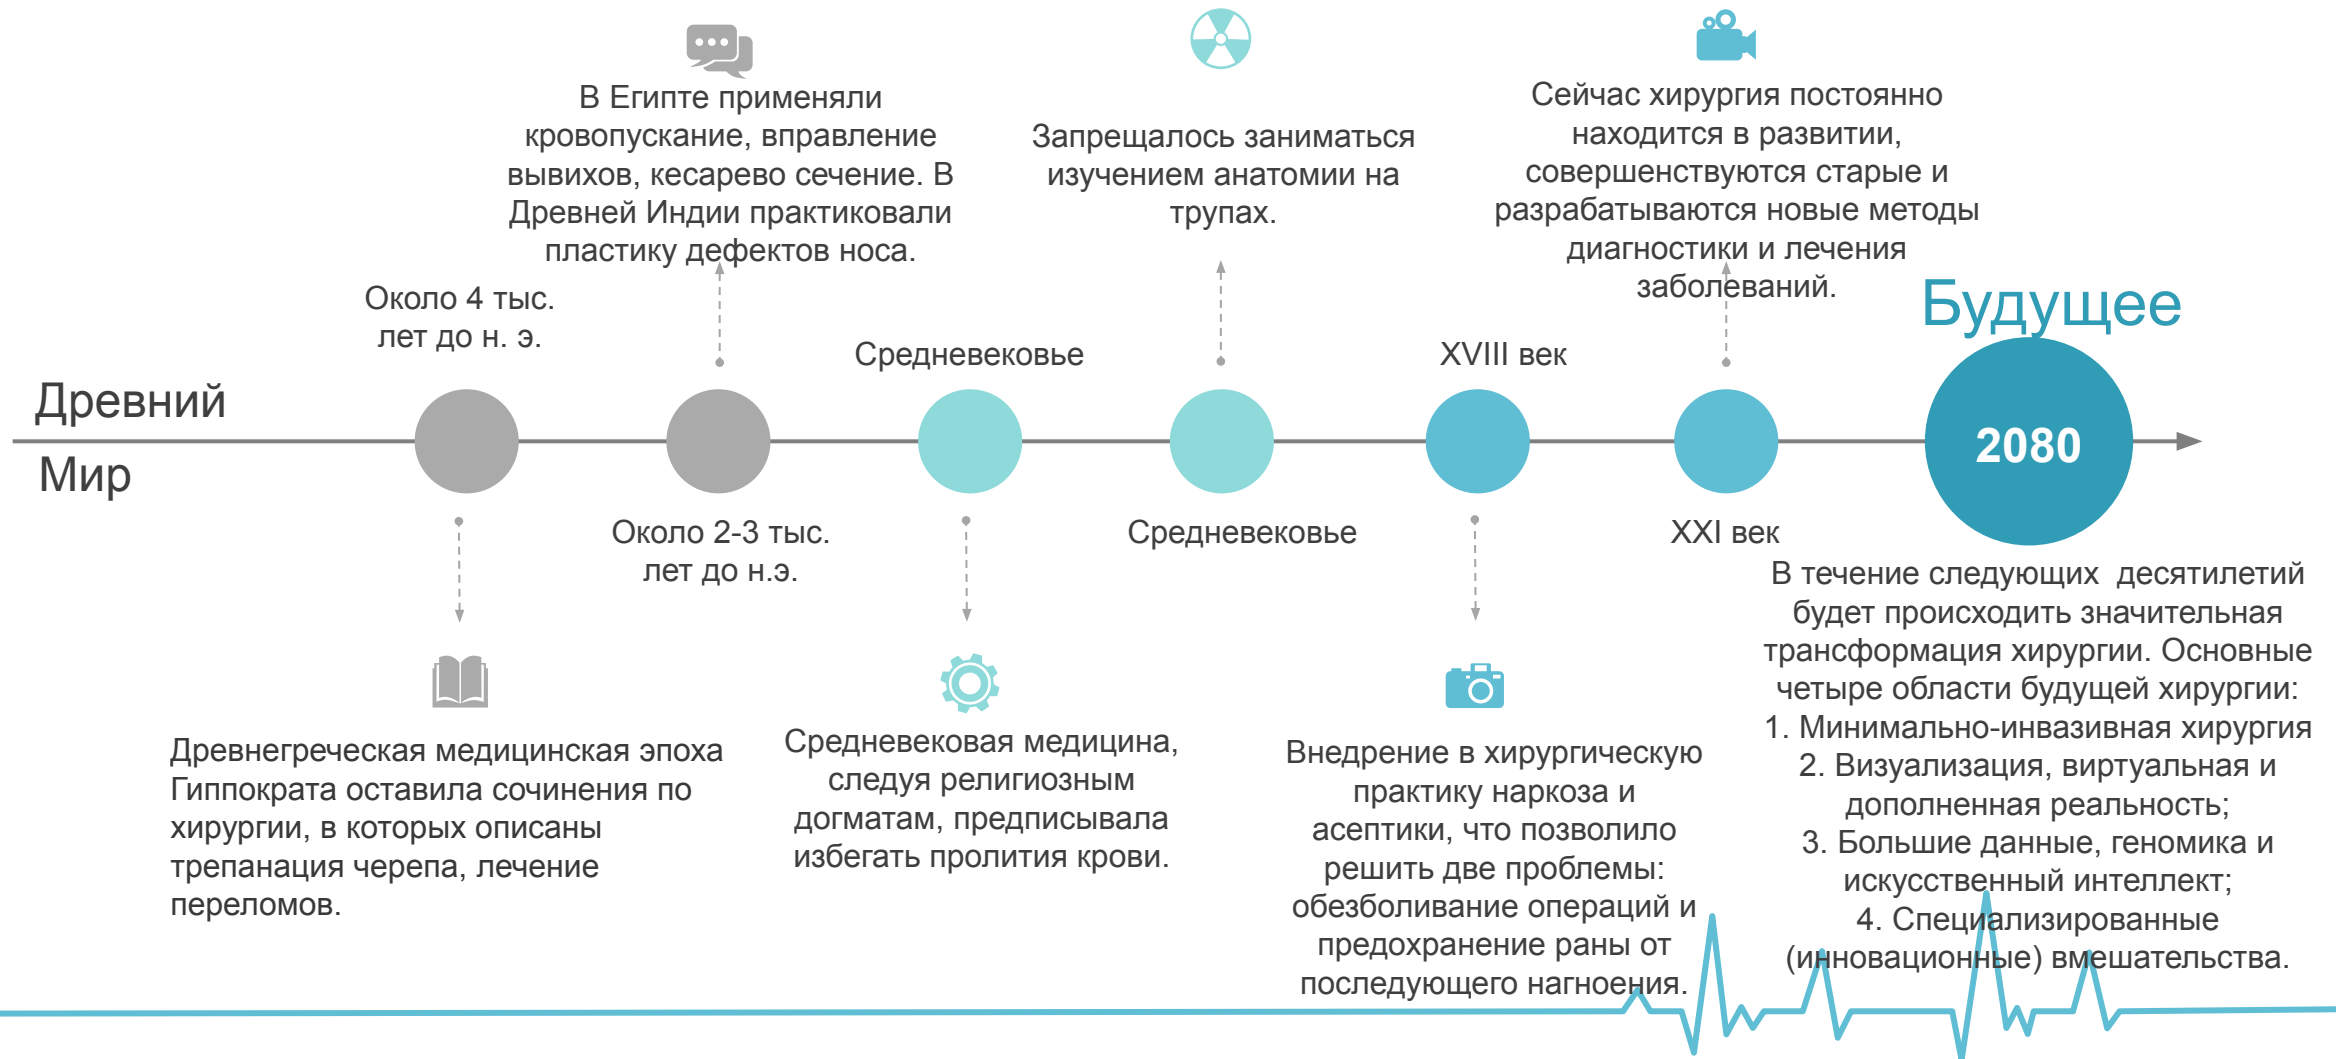 В Египте применяли
кровопускание, вправление
вывихов, кесарево сечение. В
Древней Индии практиковали
пластику дефектов носа.
Запрещалось заниматься
изучением анатомии на
трупах.
Сейчас хирургия постоянно
находится в развитии,
совершенствуются старые и
разрабатываются новые методы
диагностики и лечения
заболеваний.
Около 4 тыс.
лет до н. э.
Средневековье
XVIII век
Будущее
Древний
Мир
2080
Около 2-3 тыс.
лет до н.э.
Средневековье
XXI век
Древнегреческая медицинская эпоха
Гиппократа оставила сочинения по
хирургии, в которых описаны
трепанация черепа, лечение
переломов.
Средневековая медицина,
следуя религиозным
догматам, предписывала
избегать пролития крови.
Внедрение в хирургическую
практику наркоза и
асептики, что позволило
решить две проблемы:
обезболивание операций и
предохранение раны от
последующего нагноения.
В течение следующих  десятилетий
будет происходить значительная
трансформация хирургии. Основные
четыре области будущей хирургии:
1. Минимально-инвазивная хирургия
2. Визуализация, виртуальная и
дополненная реальность;
3. Большие данные, геномика и
искусственный интеллект;
4. Специализированные
(инновационные) вмешательства.